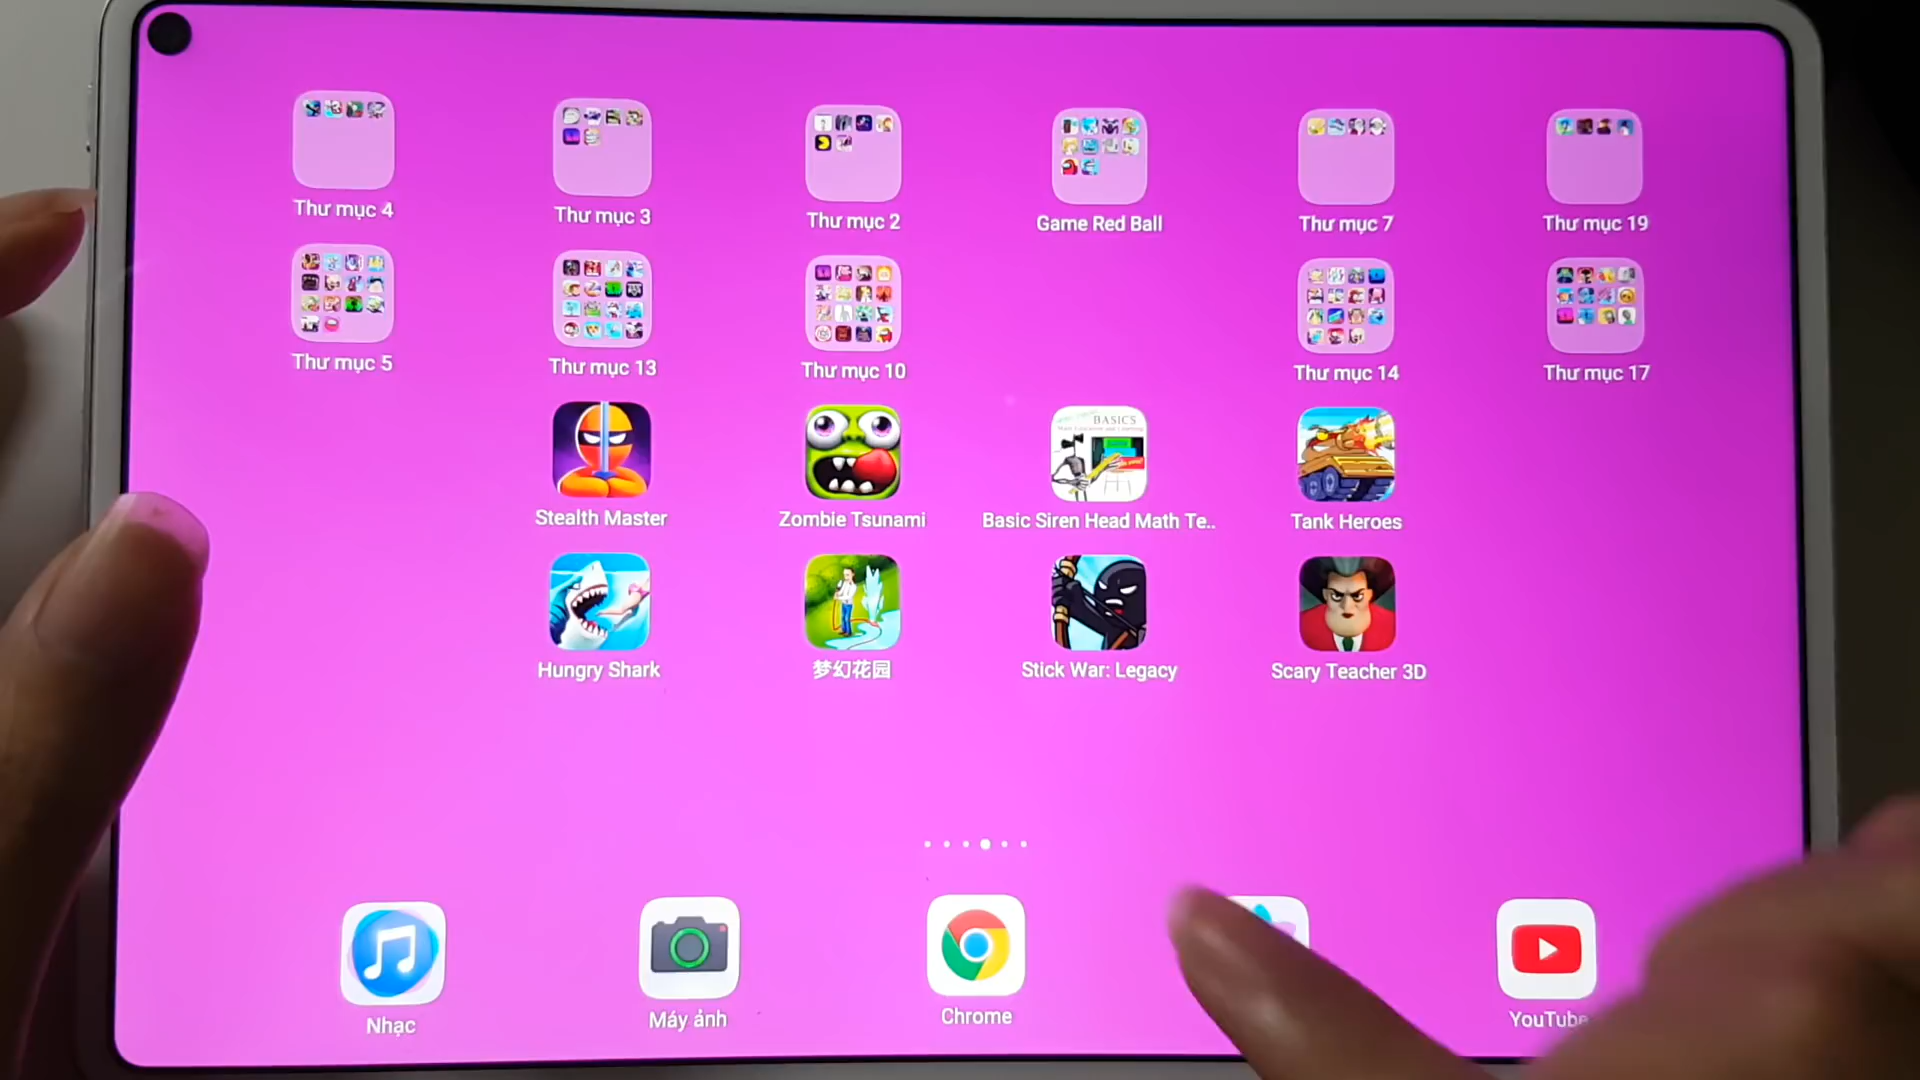 Thư mục 4
Thư mục 3
Thư mục 2
Game Red Ball
Thư mục 7
Thư mục 19
Thư mục 5
Thư mục 13
Thư mục 10
Thư mục 14
Thư mục 17
BASICS
Stealth Master
Zombie Tsunami
Basic Siren Head Math Te..
Tank Heroes
Hungry Shark
梦幻花园
Stick War: Legacy
Scary Teacher 3D
Nhạc
Máy ảnh
Chrome
YouTube